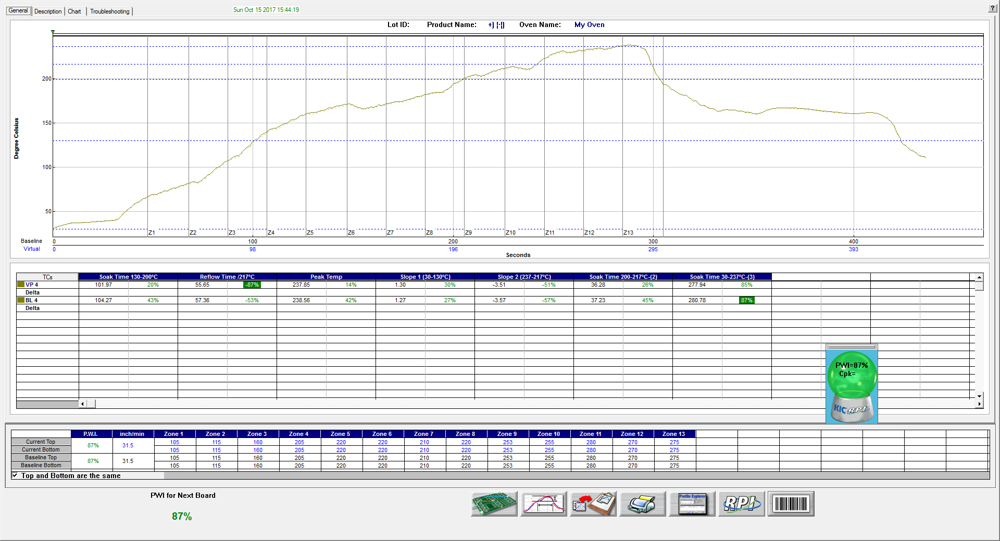 General Description Chart Troubleshooting Sun Oct 15 2017 15:44:19 ?
Lot ID: Product Name: +) ¦·¦) Oven Name: My Oven
Degree Celsius
200
150
100
50
Z1 Z2 Z3 Z4 Z5 Z6 Z7 Z8 Z9 Z10 Z11 Z12 Z13
Baseline 0 100 200 300 400
Virtual 0 98 196 295 393
Seconds
TCs Soak Time 130-200ºC Reflow Time /217ºC Peak Temp Slope 1 (30-130ºC) Slope 2 (237-217ºC) Soak Time 200-217ºC-(2) Soak Time 30-237ºC-(3)
VP 4 101.97 20% 55.65 -87% 237.85 14% 1.30 30% -3.51 -51% 36.28 26% 277.94 85%
Delta
BL 4 104.27 43% 57.36 -53% 238.56 42% 1.27 27% -3.57 -57% 37.23 45% 280.78 87%
Delta
PWI=87%
Cpk=
KIC RPI
P.W.I. inch/min Zone 1 Zone 2 Zone 3 Zone 4 Zone 5 Zone 6 Zone 7 Zone 8 Zone 9 Zone 10 Zone 11 Zone 12 Zone 13
Current Top 87% 31.5 105 115 160 205 220 220 210 220 253 255 280 270 275
Current Bottom 105 115 160 205 220 220 210 220 253 255 280 270 275
Baseline Top 87% 31.5 105 115 160 205 220 220 210 220 253 255 280 270 275
Baseline Bottom 105 115 160 205 220 220 210 220 253 255 280 270 275
Top and Bottom are the same
PWI for Next Board
87%
Profile Explorer
RPI